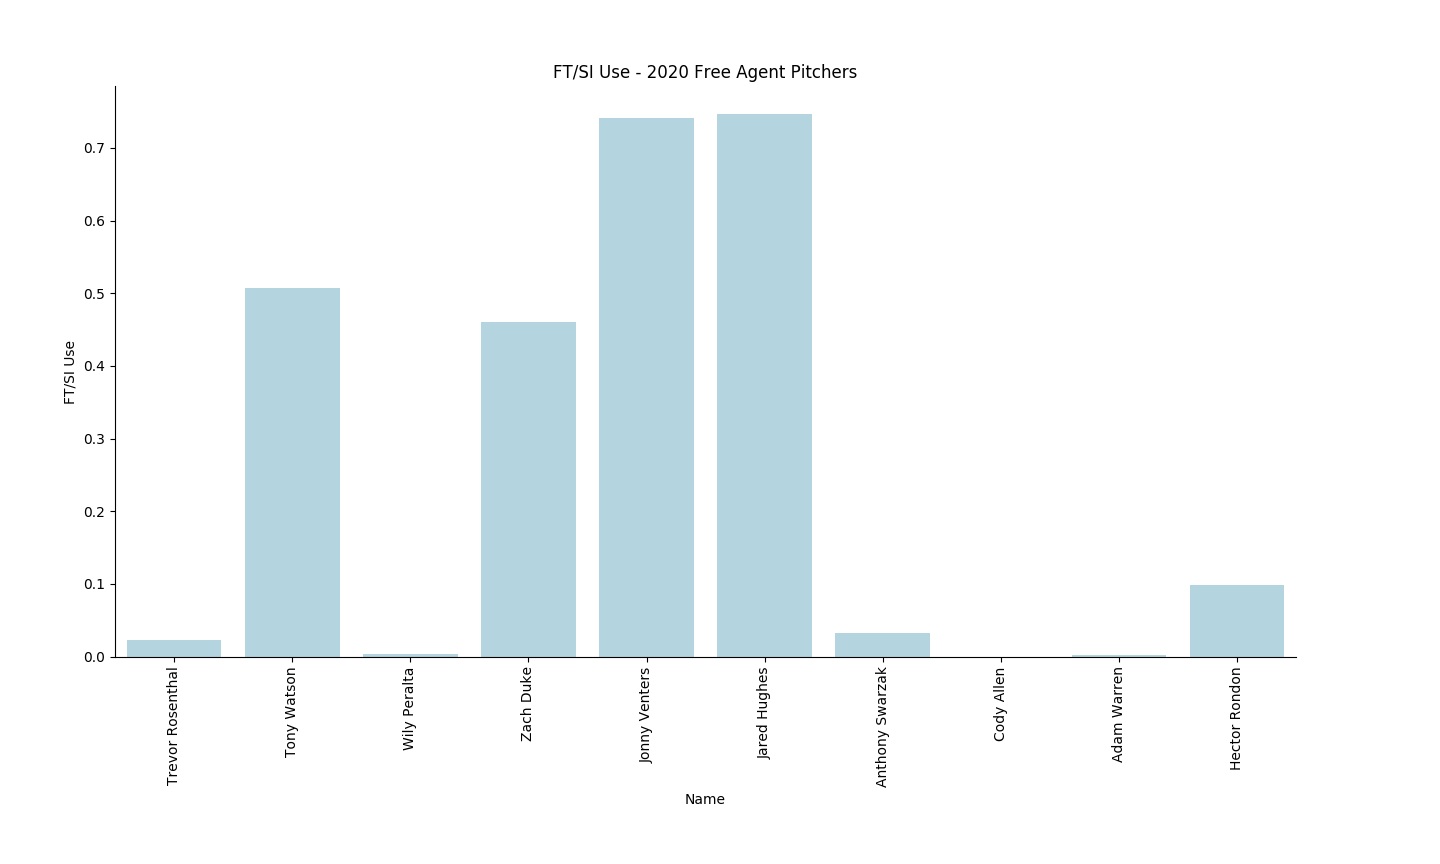 FT/SI Use - 2020 Free Agent Pitchers
FT/SI Use
0.7
0.6
0.5
0.4
0.3
0.2
0.1
0.0
Trevor Rosenthal
Tony Watson
Wily Peralta
Zach Duke
Jonny Venters
Jared Hughes
Anthony Swarzak
Cody Allen
Adam Warren
Hector Rondon
Name